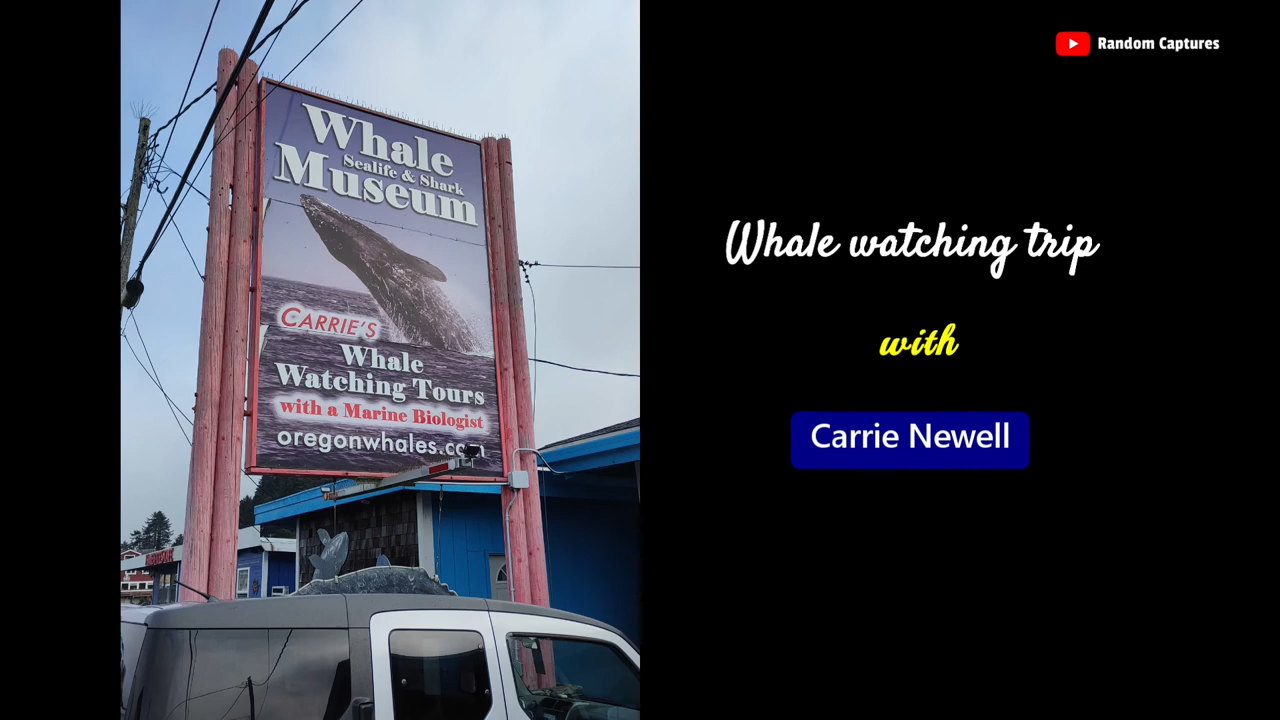 Whale
Sealife & Shark
Museum
CARRIE'S
Whale
Watching Tours
with a Marine Biologist
oregonwhales.com
Random Captures
Whale watching trip
with
Carrie Newell